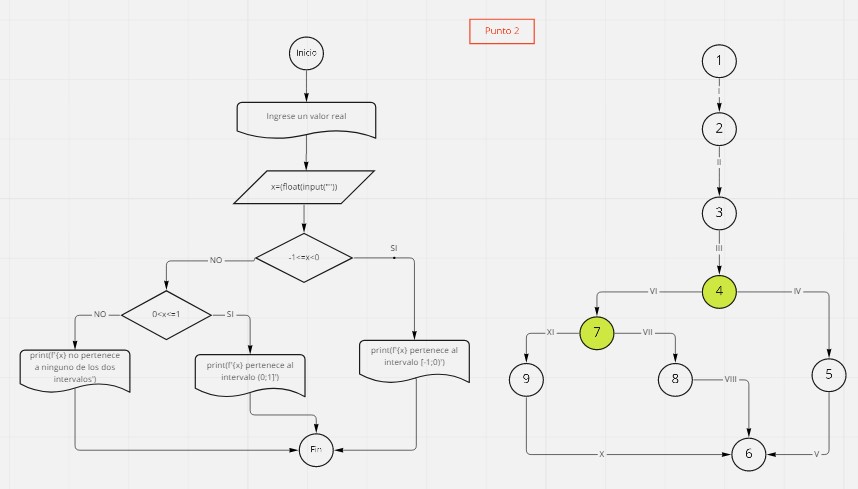 Punto 2
Inicio
Ingrese un valor real
x=(float(input(""))
-1<=x<0
NO
SI
0<x<=1
NO
SI
print(f'{x} no pertenece
a ninguno de los dos
intervalos')
print(f'{x} pertenece al
intervalo (0;1]')
print(f'{x} pertenece al
intervalo [-1;0)')
Fin
1
I
2
II
3
III
4
VI
IV
7
XI
VII
9
8
5
VIII
X
6
V